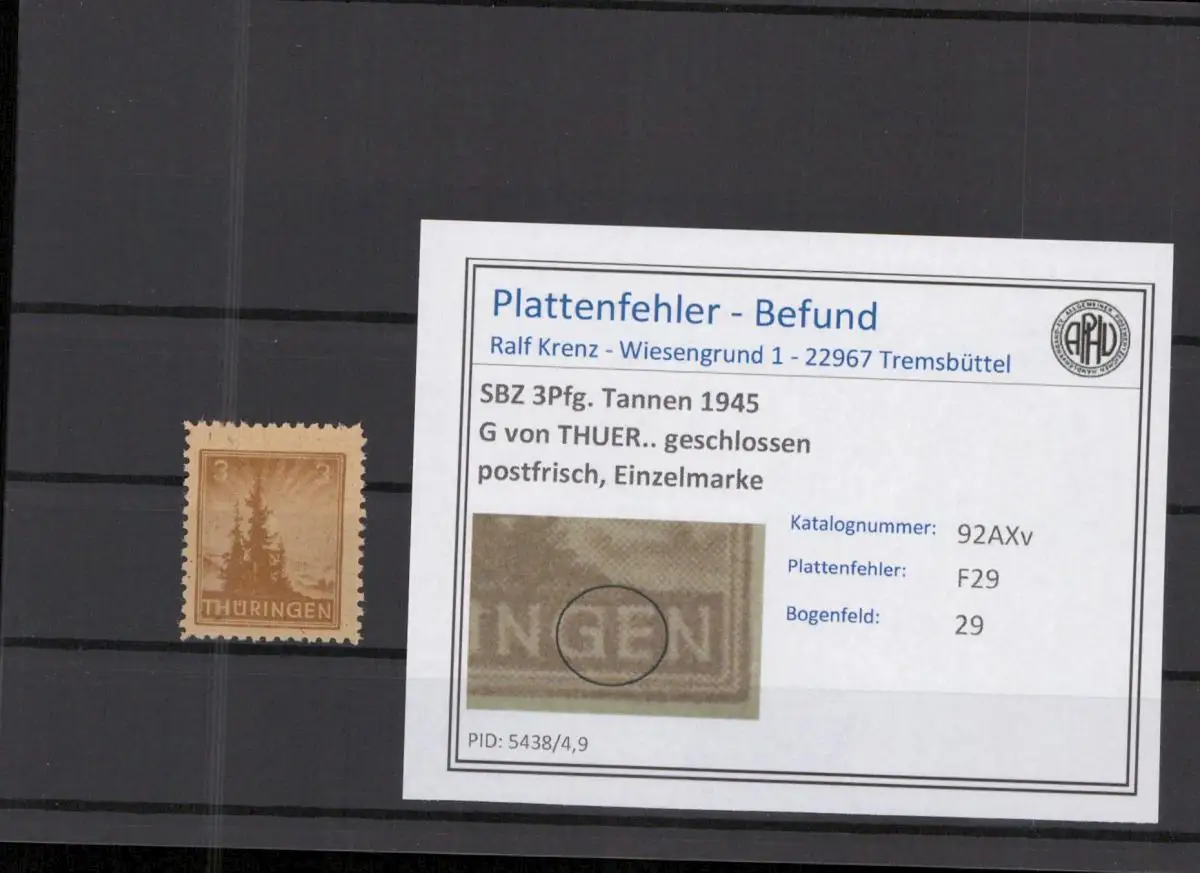 3 3
THÜRINGEN
Plattenfehler - Befund
Ralf Krenz - Wiesengrund 1 - 22967 Tremsbüttel
APHV
SBZ 3Pfg. Tannen 1945
G von THUER.. geschlossen
postfrisch, Einzelmarke
INGEN
Katalognummer: 92AXv
Plattenfehler: F29
Bogenfeld: 29
PID: 5438/4,9